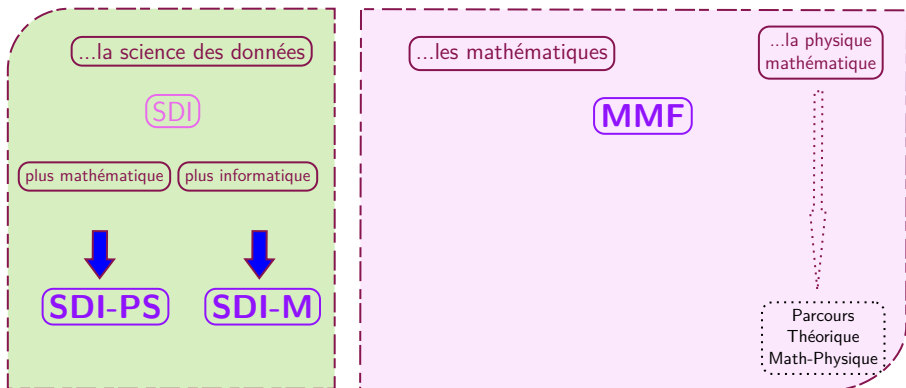 ...la science des données
SDI
plus mathématique
plus informatique
SDI-PS
SDI-M
...les mathématiques
MMF
...la physique
mathématique
Parcours
Théorique
Math-Physique